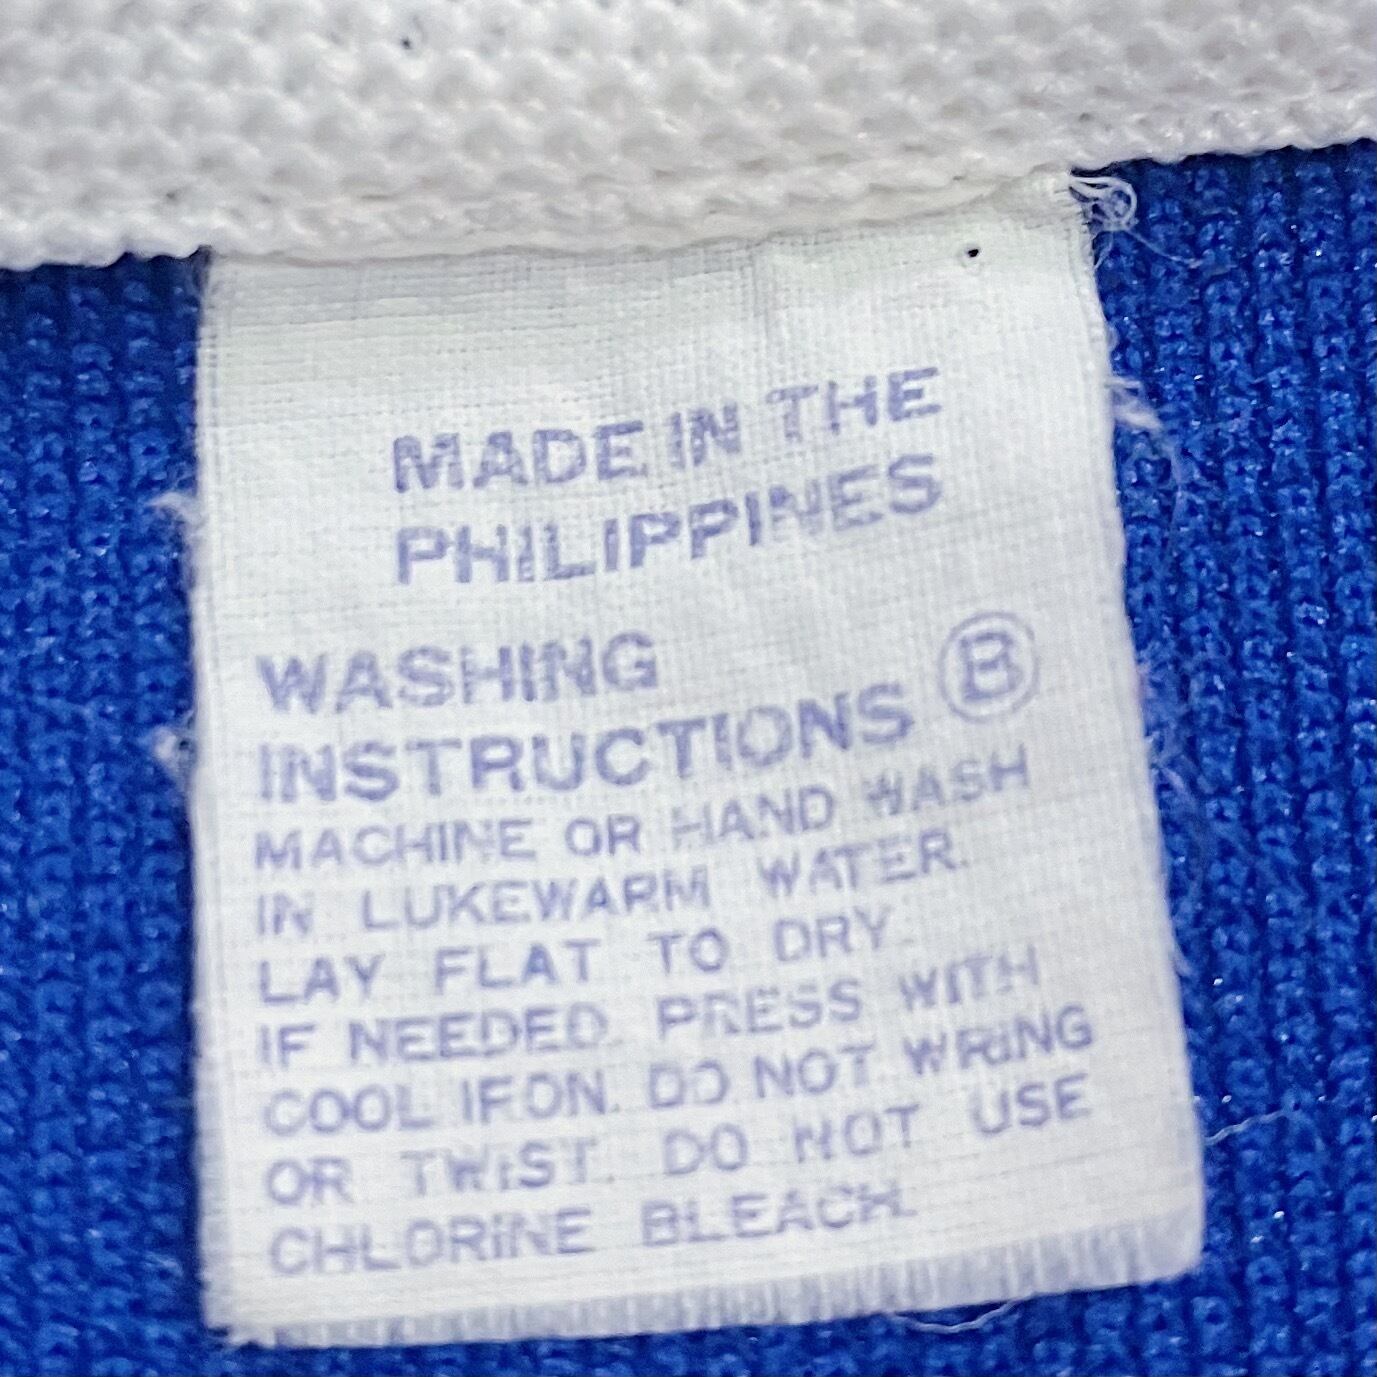 MADE IN THE
PHILIPPINES
WASHING
INSTRUCTIONS Ⓑ
MACHINE OR HAND WASH
IN LUKEWARM WATER.
LAY FLAT TO DRY.
IF NEEDED PRESS WITH
COOL IRON. DO NOT WRING
OR TWIST. DO NOT USE
CHLORINE BLEACH.